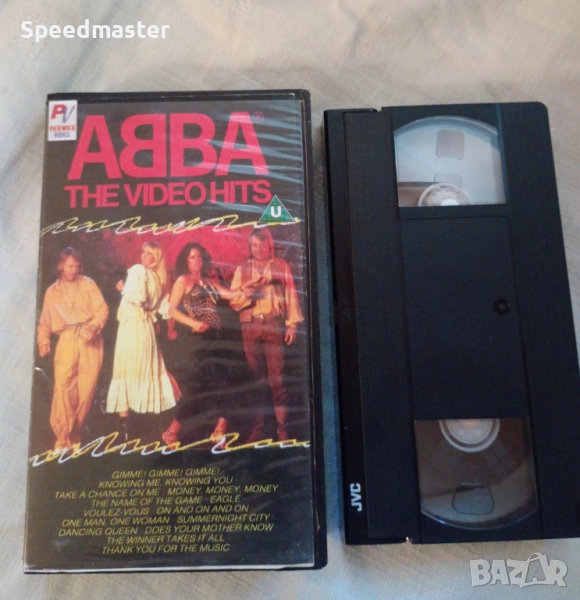 Speedmaster
PV
PICKWICK
VIDEO
ABBA®
THE VIDEO HITS
U
GIMME! GIMME! GIMME!
KNOWING ME, KNOWING YOU
TAKE A CHANCE ON ME MONEY, MONEY, MONEY
THE NAME OF THE GAME EAGLE
VOULEZ-VOUS ON AND ON AND ON
ONE MAN, ONE WOMAN SUMMERNIGHT CITY
DANCING QUEEN DOES YOUR MOTHER KNOW
THE WINNER TAKES IT ALL
THANK YOU FOR THE MUSIC
JVC
BAZAR